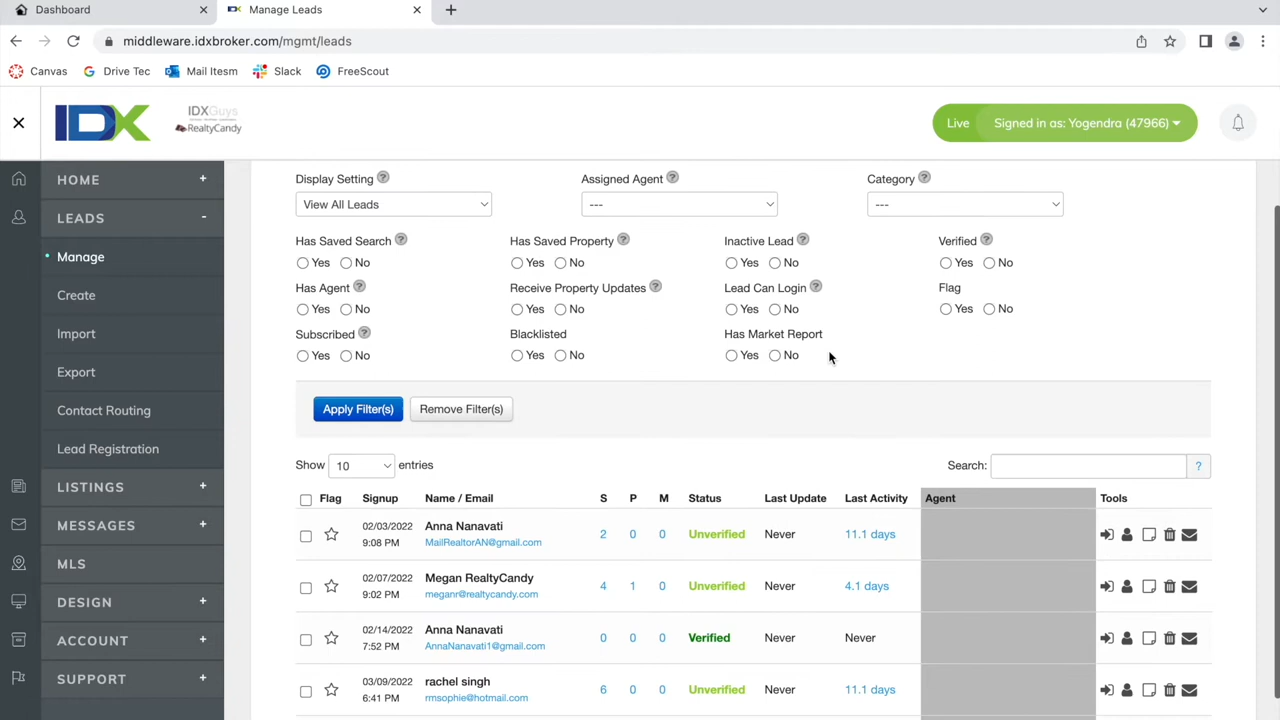 Dashboard
Manage Leads
middleware.idxbroker.com/mgmt/leads
Canvas
Drive Tec
Mail Itesm
Slack
FreeScout
IDX
IDXGuys
RealtyCandy
Live Signed in as: Yogendra (47966)
HOME +
LEADS -
Manage
Create
Import
Export
Contact Routing
Lead Registration
LISTINGS +
MESSAGES +
MLS
DESIGN +
ACCOUNT +
SUPPORT +
Display Setting ? Assigned Agent ? Category ?
View All Leads --- ---
Has Saved Search ? Has Saved Property ? Inactive Lead ? Verified ?
Yes No Yes No Yes No Yes No
Has Agent ? Receive Property Updates ? Lead Can Login ? Flag
Yes No Yes No Yes No Yes No
Subscribed ? Blacklisted Has Market Report
Yes No Yes No Yes No
Apply Filter(s) Remove Filter(s)
Show 10 entries Search: ?
Flag Signup Name / Email S P M Status Last Update Last Activity Agent Tools
02/03/2022 Anna Nanavati 2 0 0 Unverified Never 11.1 days
9:08 PM MailRealtorAN@gmail.com
02/07/2022 Megan RealtyCandy 4 1 0 Unverified Never 4.1 days
9:02 PM meganr@realtycandy.com
02/14/2022 Anna Nanavati 0 0 0 Verified Never Never
7:52 PM AnnaNanavati1@gmail.com
03/09/2022 rachel singh 6 0 0 Unverified Never 11.1 days
6:41 PM rmsophie@hotmail.com